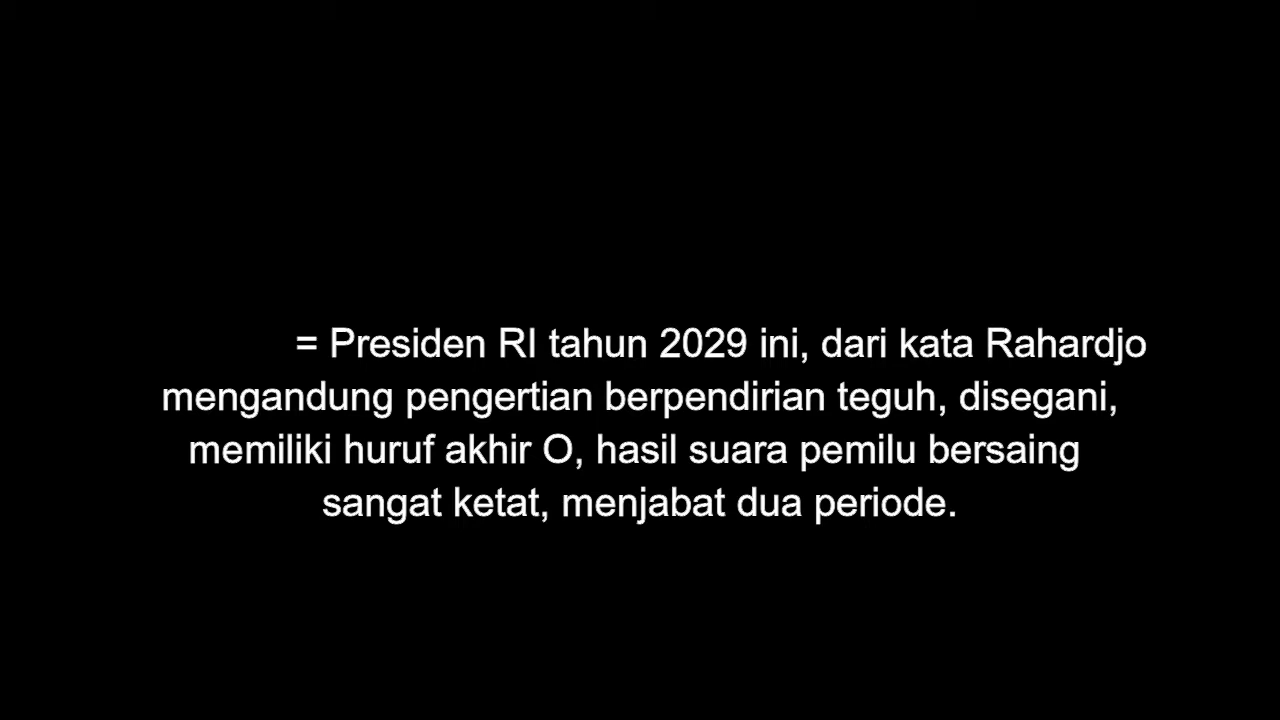 = Presiden RI tahun 2029 ini, dari kata Rahardjo
mengandung pengertian berpendirian teguh, disegani,
memiliki huruf akhir O, hasil suara pemilu bersaing
sangat ketat, menjabat dua periode.